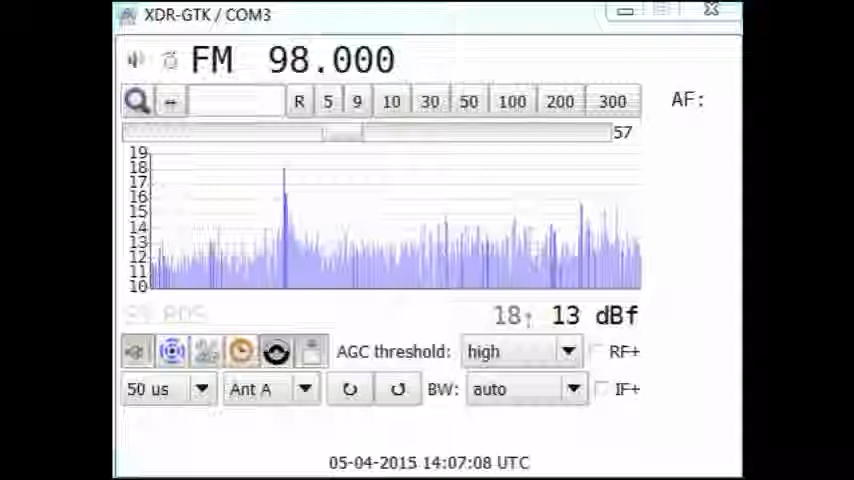 XDR-GTK / COM3
FM 98.000
-- R 5 9 10 30 50 100 200 300 AF:
57
19
18
17
16
15
14
13
12
11
10
ST RDS 18↑ 13 dBf
AGC threshold: high RF+
50 us Ant A ↻ ↺ BW: auto IF+
05-04-2015 14:07:08 UTC